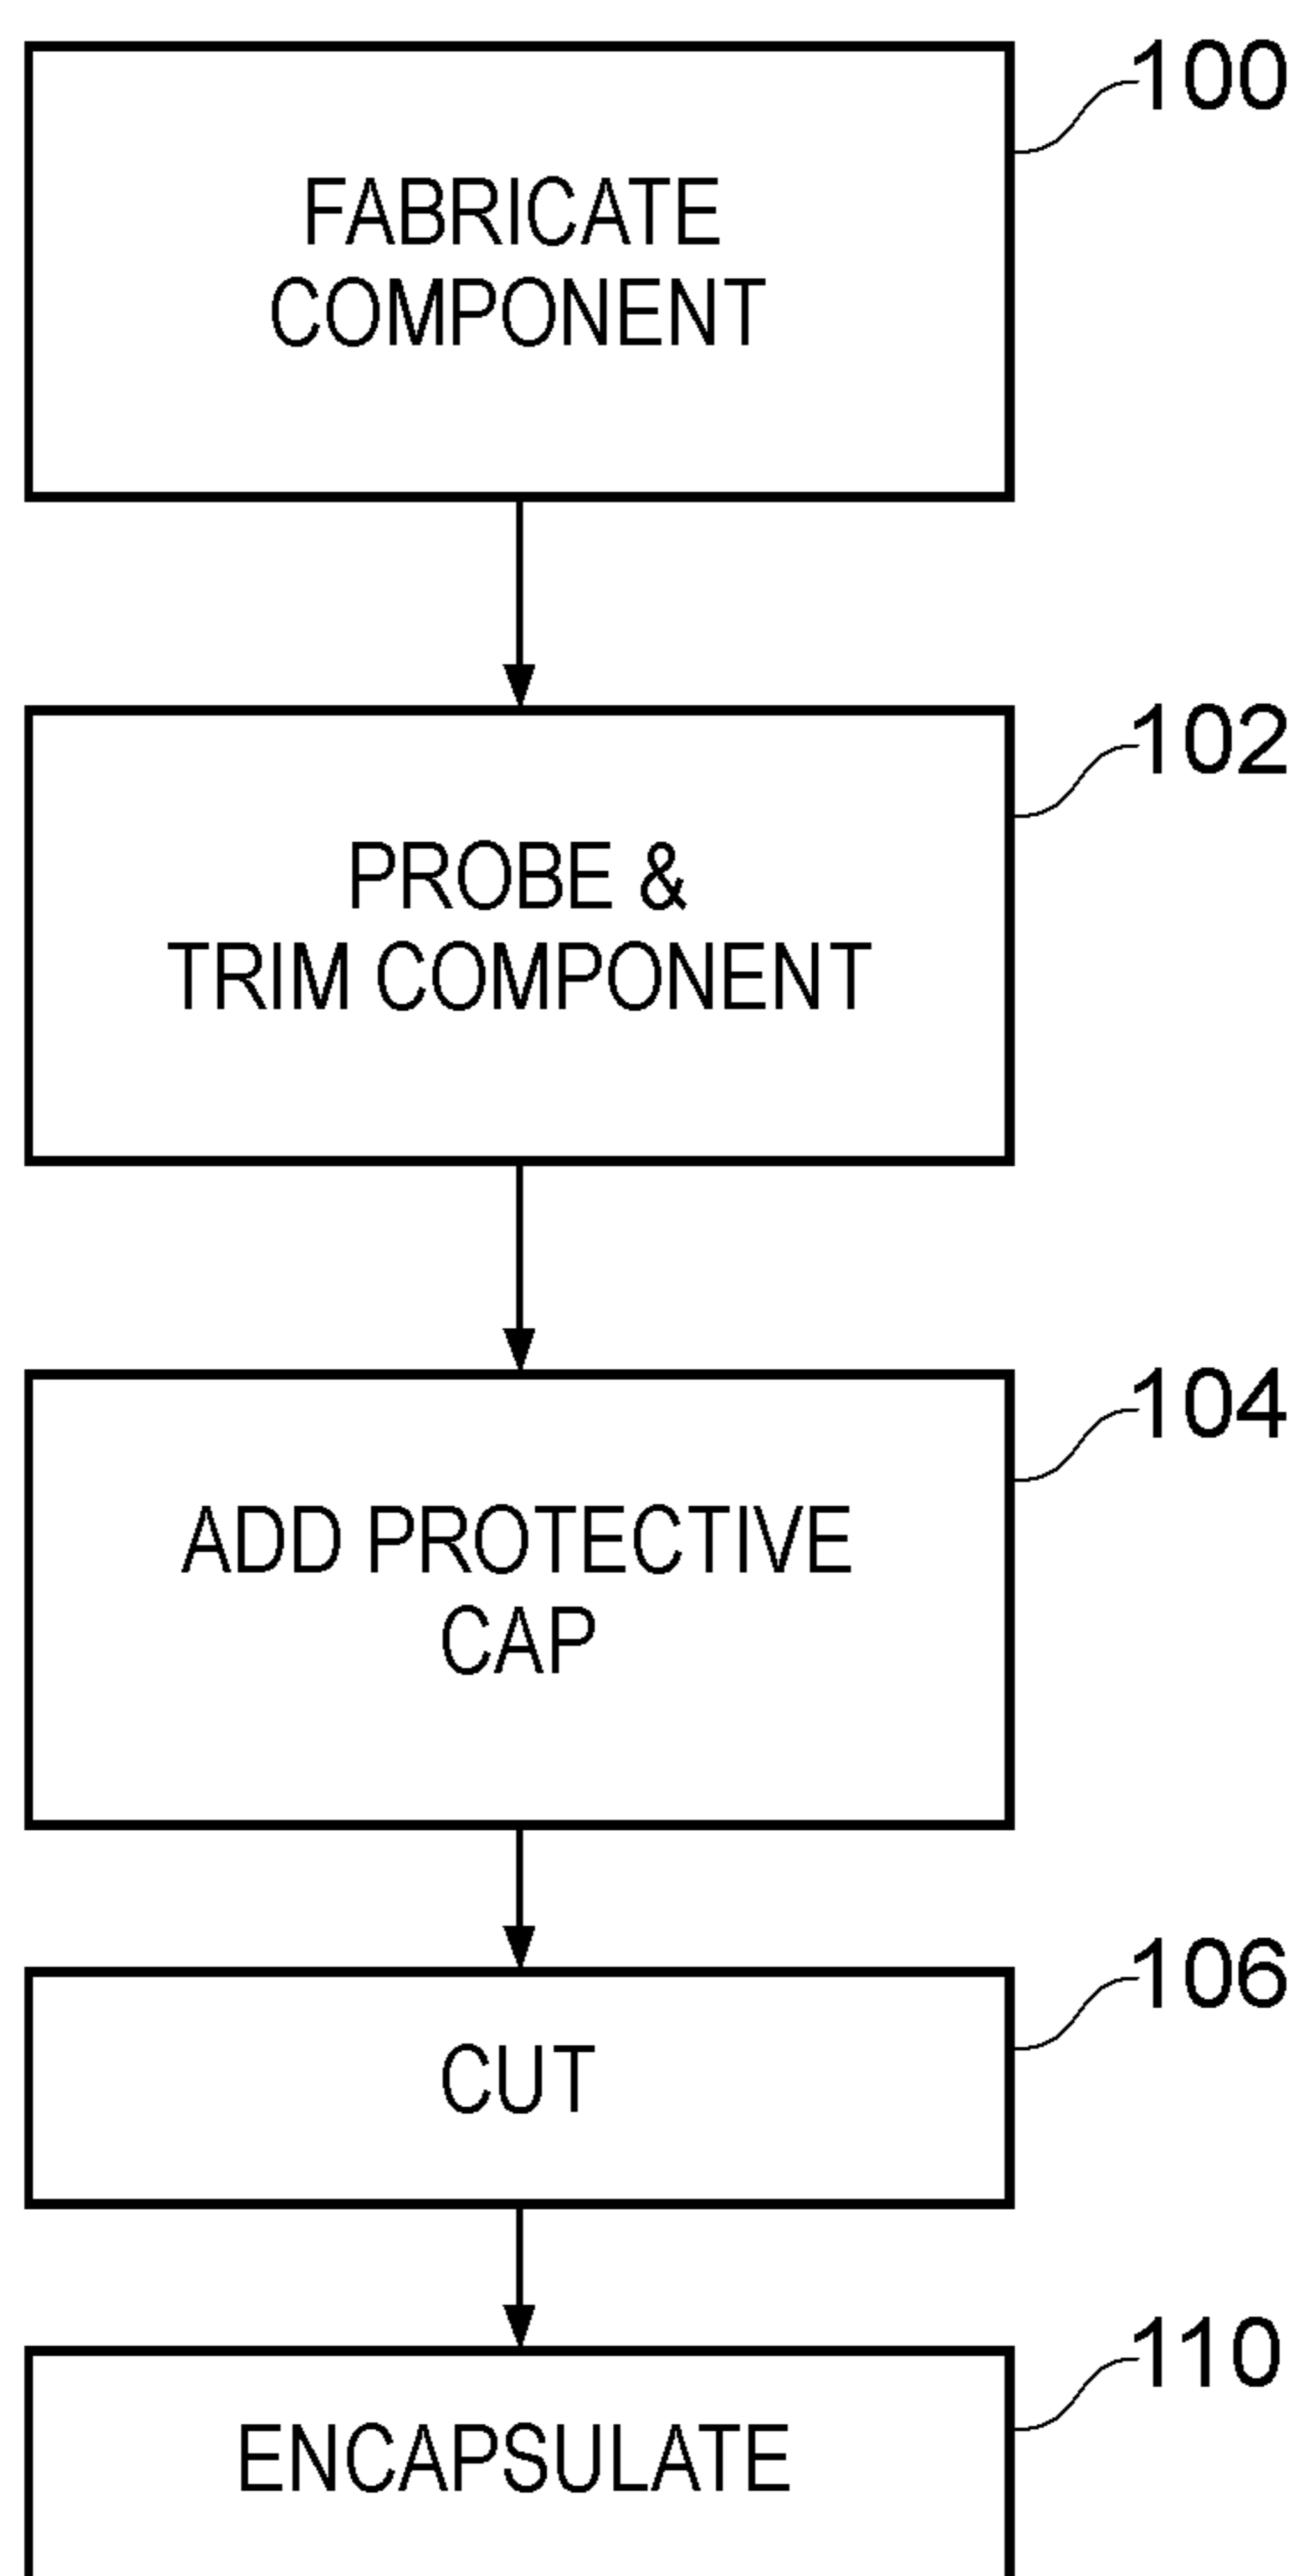 100
FABRICATE
COMPONENT
102
PROBE &
TRIM COMPONENT
104
ADD PROTECTIVE
CAP
106
CUT
110
ENCAPSULATE